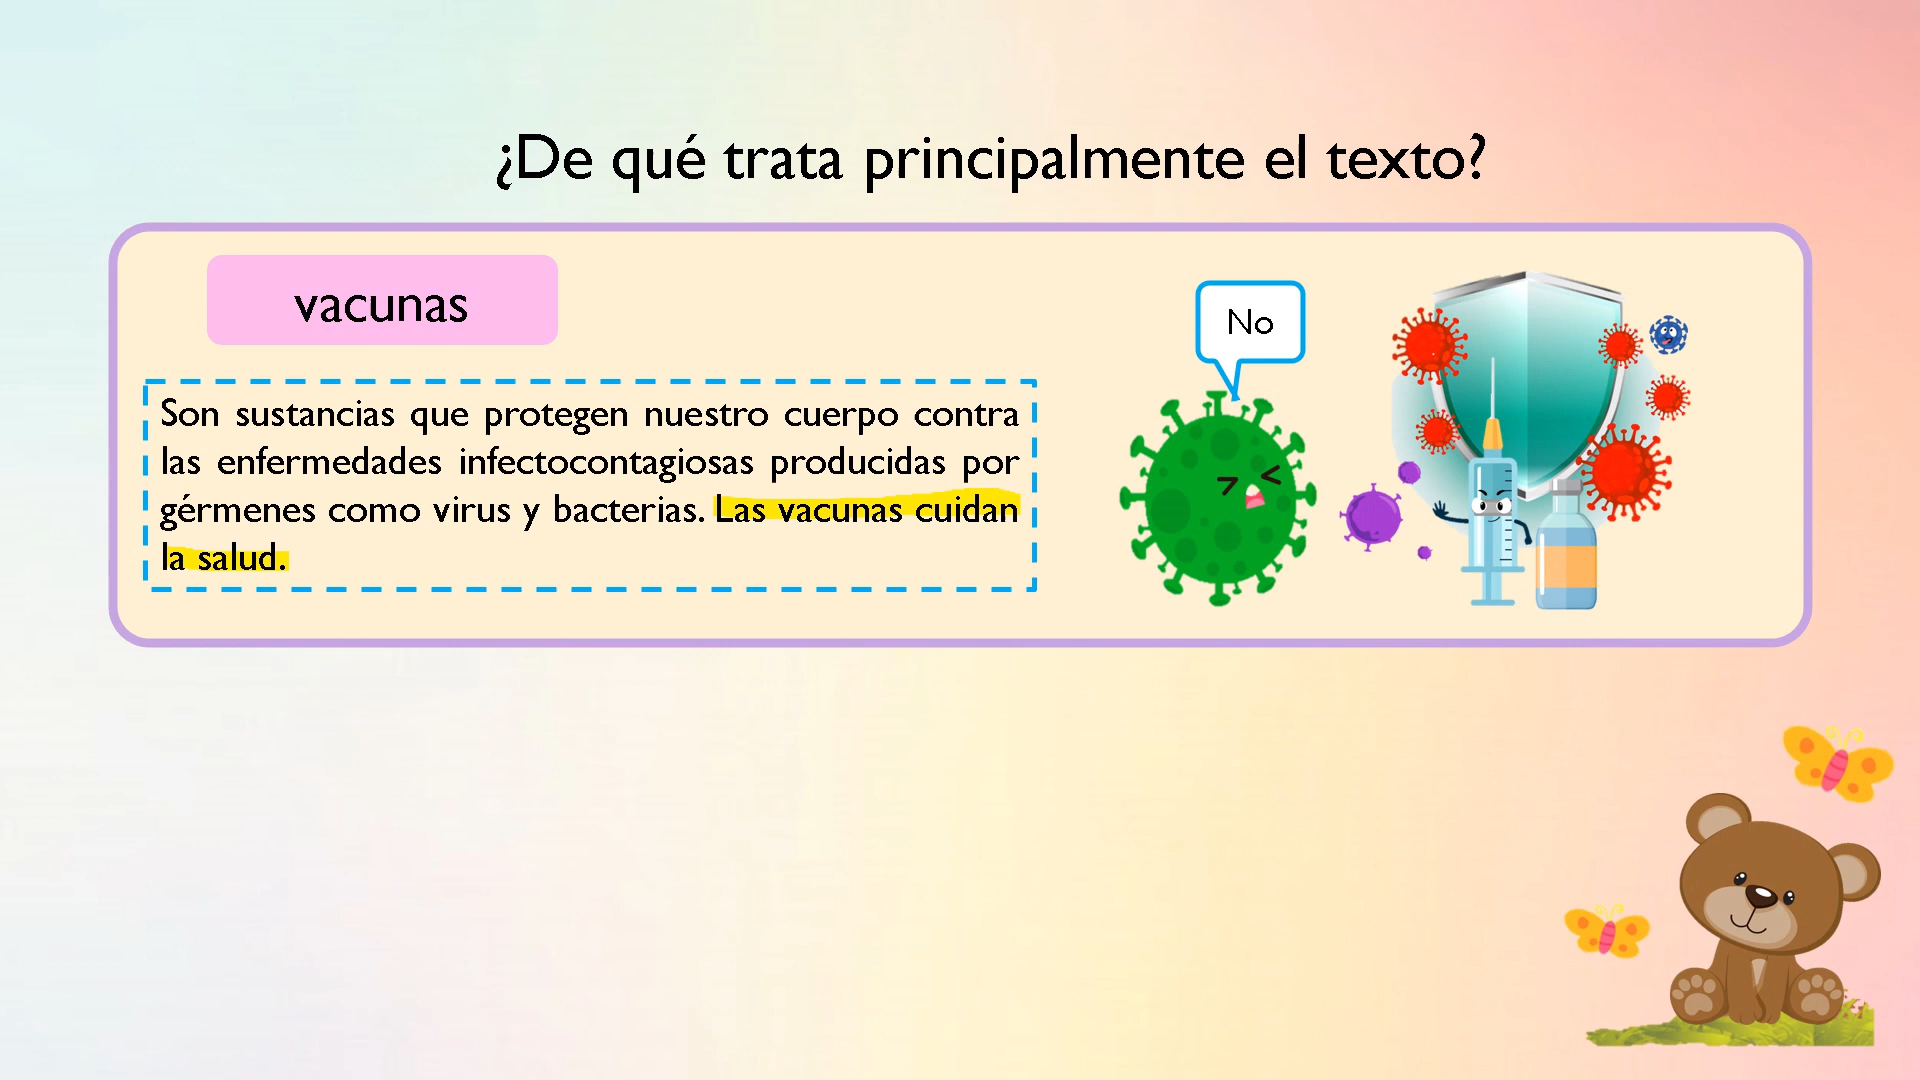 ¿De qué trata principalmente el texto?
vacunas
No
Son sustancias que protegen nuestro cuerpo contra
las enfermedades infectocontagiosas producidas por
gérmenes como virus y bacterias. Las vacunas cuidan
la salud.